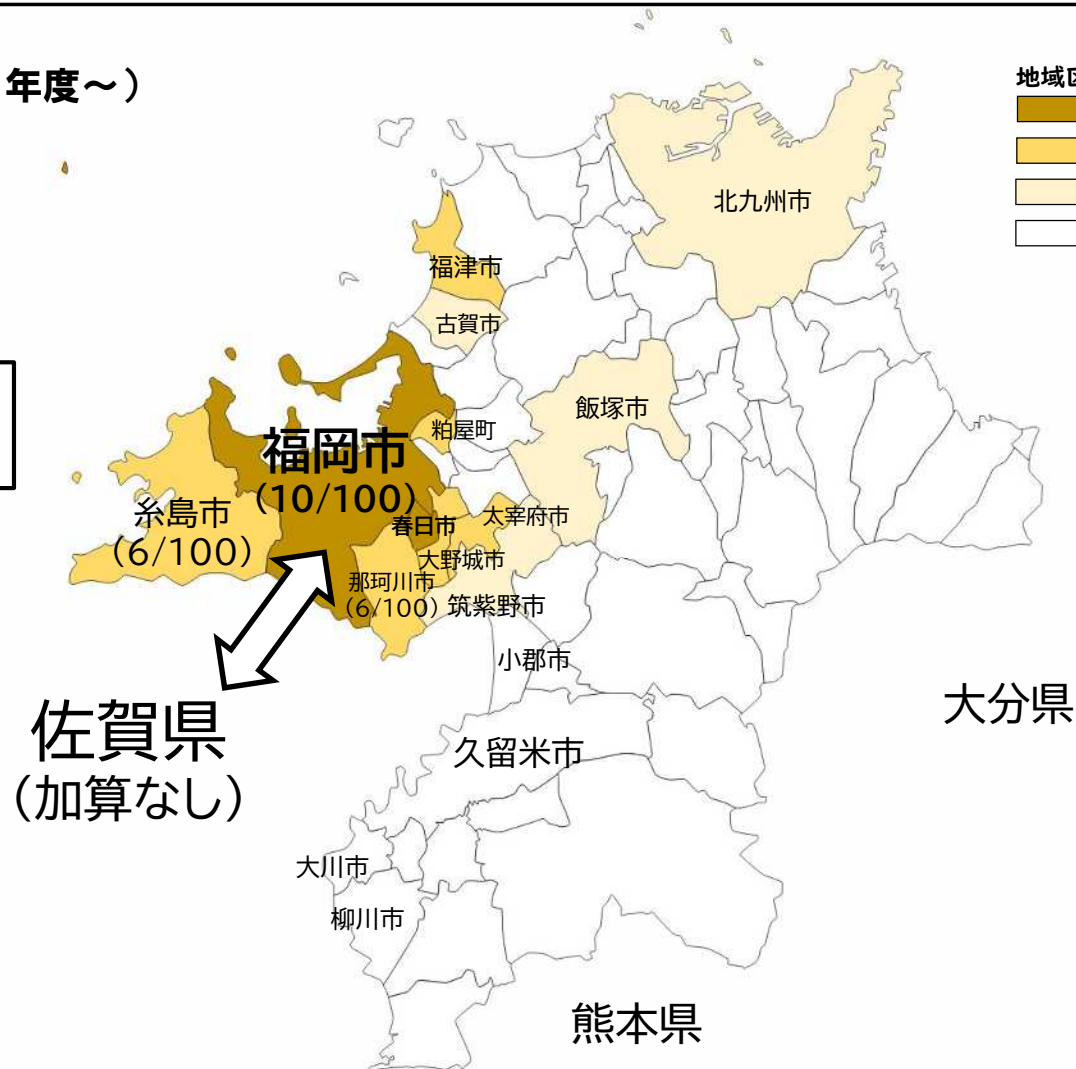 年度～）
地域区
北九州市
福津市
古賀市
飯塚市
粕屋町
福岡市
（10/100）
糸島市
（6/100）
春日市
太宰府市
大野城市
那珂川市
（6/100）
筑紫野市
小郡市
佐賀県
（加算なし）
大分県
久留米市
大川市
柳川市
熊本県